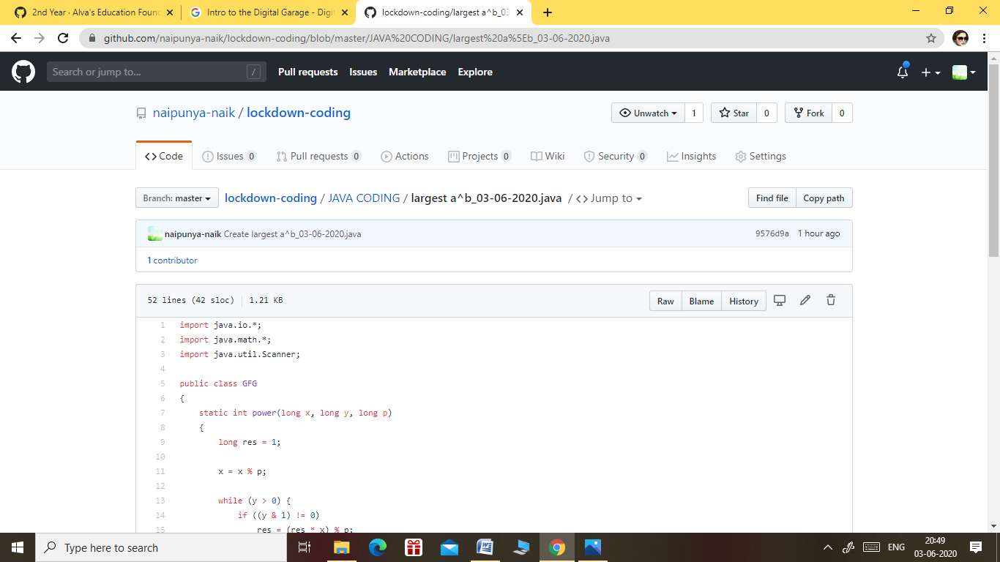 2nd Year · Alva's Education Foun
Intro to the Digital Garage - Digit
lockdown-coding/largest a^b_03
github.com/naipunya-naik/lockdown-coding/blob/master/JAVA%20CODING/largest%20a%5Eb_03-06-2020.java
Search or jump to... /
Pull requests Issues Marketplace Explore
naipunya-naik / lockdown-coding
Unwatch 1 Star 0 Fork 0
Code Issues 0 Pull requests 0 Actions Projects 0 Wiki Security 0 Insights Settings
Branch: master lockdown-coding / JAVA CODING / largest a^b_03-06-2020.java / <> Jump to
Find file Copy path
naipunya-naik Create largest a^b_03-06-2020.java 9576d9a 1 hour ago
1 contributor
52 lines (42 sloc) 1.21 KB Raw Blame History
1 import java.io.*;
2 import java.math.*;
3 import java.util.Scanner;
4
5 public class GFG
6 {
7 static int power(long x, long y, long p)
8 {
9 long res = 1;
10
11 x = x % p;
12
13 while (y > 0) {
14 if ((y & 1) != 0)
15 res = (res * x) % p;
Type here to search
ENG
20:49
03-06-2020